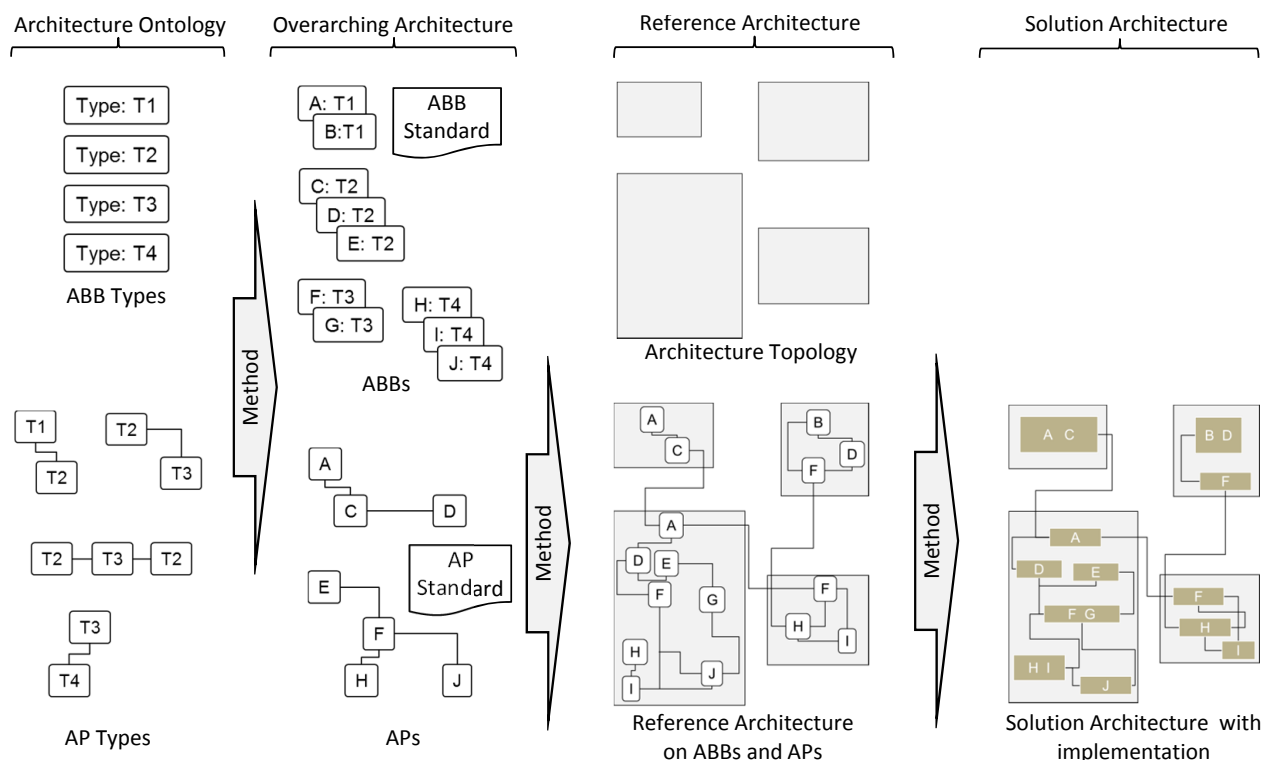 Architecture Ontology
Overarching Architecture
Reference Architecture
Solution Architecture
Type: T1
Type: T2
Type: T3
Type: T4
ABB Types
T1
T2
T2
T3
T2
T3
T2
T3
T4
AP Types
Method
A: T1
B:T1
ABB
Standard
C: T2
D: T2
E: T2
F: T3
G: T3
H: T4
I: T4
J: T4
ABBs
A
C
D
AP
Standard
E
F
H
J
APs
Method
Architecture Topology
A
C
B
D
F
A
D
E
F
G
H
I
J
F
H
I
Reference Architecture
on ABBs and APs
Method
A C
B D
F
A
D
E
F G
H I
J
F
H
I
Solution Architecture with
implementation